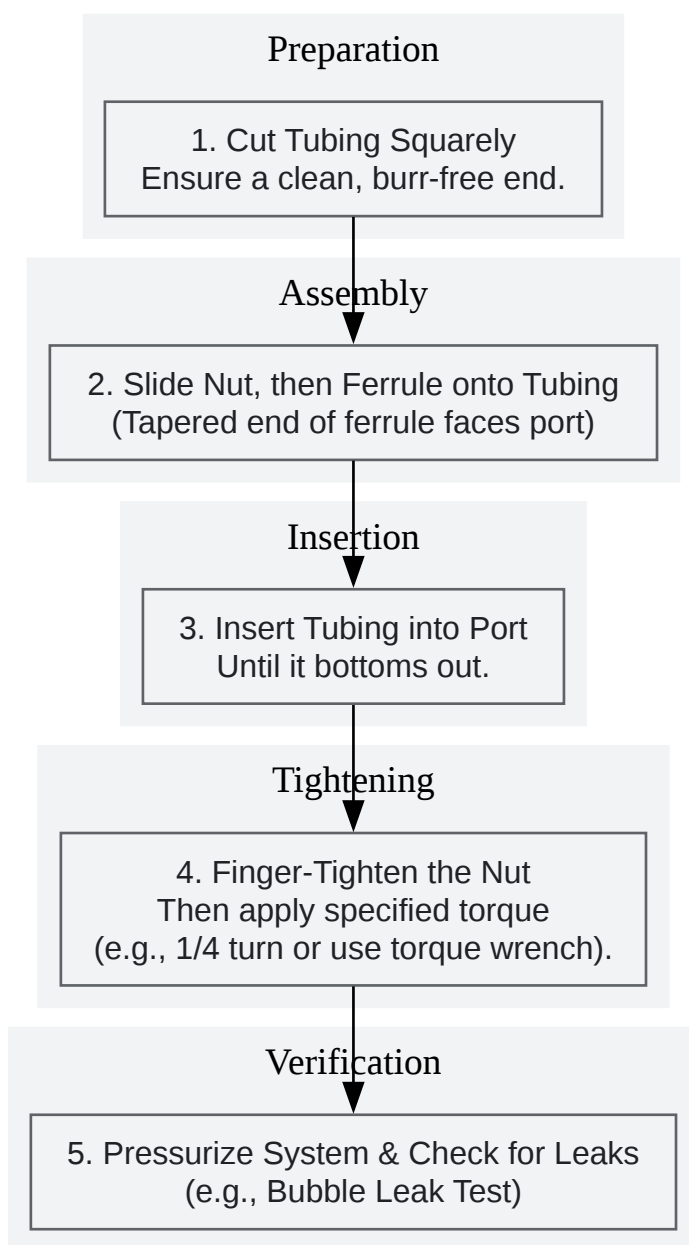 Preparation
1. Cut Tubing Squarely
Ensure a clean, burr-free end.
Assembly
2. Slide Nut, then Ferrule onto Tubing
(Tapered end of ferrule faces port)
Insertion
3. Insert Tubing into Port
Until it bottoms out.
Tightening
4. Finger-Tighten the Nut
Then apply specified torque
(e.g., 1/4 turn or use torque wrench).
Verification
5. Pressurize System & Check for Leaks
(e.g., Bubble Leak Test)